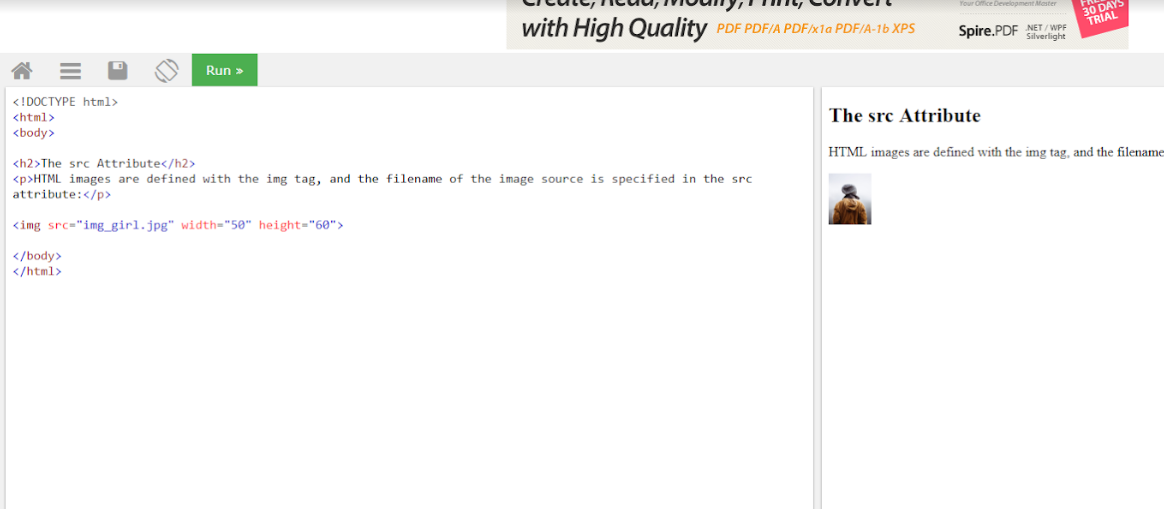 Create, Read, Modify, Print, Convert
with High Quality PDF PDF/A PDF/x1a PDF/A-1b XPS
Your Office Development Master
Spire.PDF .NET / WPF
Silverlight
FREE
30 DAYS
TRIAL
Run »
<!DOCTYPE html>
<html>
<body>
<h2>The src Attribute</h2>
<p>HTML images are defined with the img tag, and the filename of the image source is specified in the src
attribute:</p>
<img src="img_girl.jpg" width="50" height="60">
</body>
</html>
The src Attribute
HTML images are defined with the img tag, and the filename